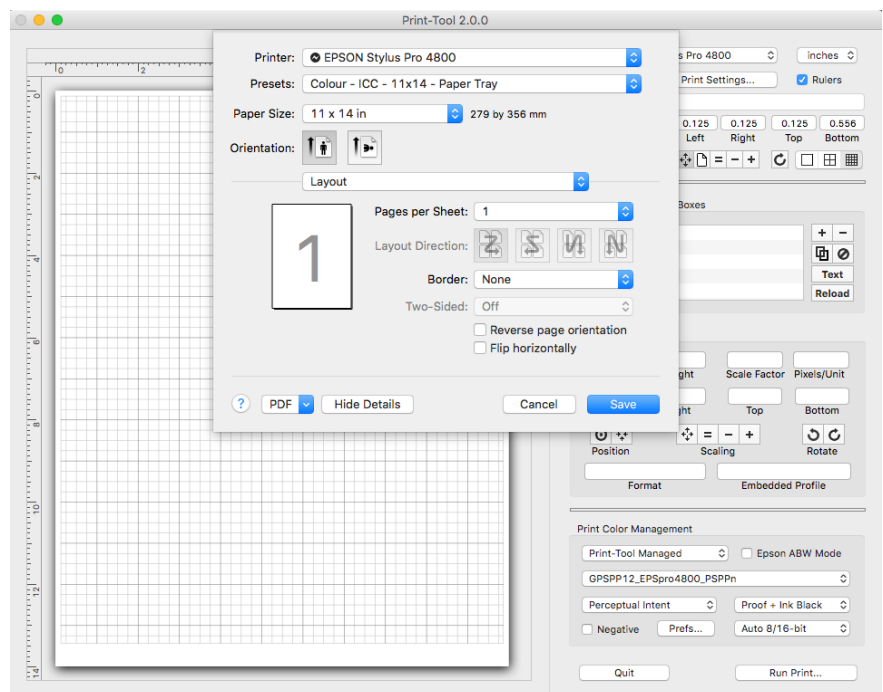 Print-Tool 2.0.0
Printer: EPSON Stylus Pro 4800
Presets: Colour - ICC - 11x14 - Paper Tray
Paper Size: 11 x 14 in 279 by 356 mm
Orientation:
Layout
Pages per Sheet: 1
Layout Direction:
Border: None
Two-Sided: Off
Reverse page orientation
Flip horizontally
1
? PDF Hide Details Cancel Save
0 2
0
2
4
6
8
10
12
14
s Pro 4800 inches
Print Settings... Rulers
0.125 0.125 0.125 0.556
Left Right Top Bottom
Boxes
Text
Reload
ght Scale Factor Pixels/Unit
ght Top Bottom
Position Scaling Rotate
Format Embedded Profile
Print Color Management
Print-Tool Managed Epson ABW Mode
GPSPP12_EPSpro4800_PSPPn
Perceptual Intent Proof + Ink Black
Negative Prefs... Auto 8/16-bit
Quit Run Print...